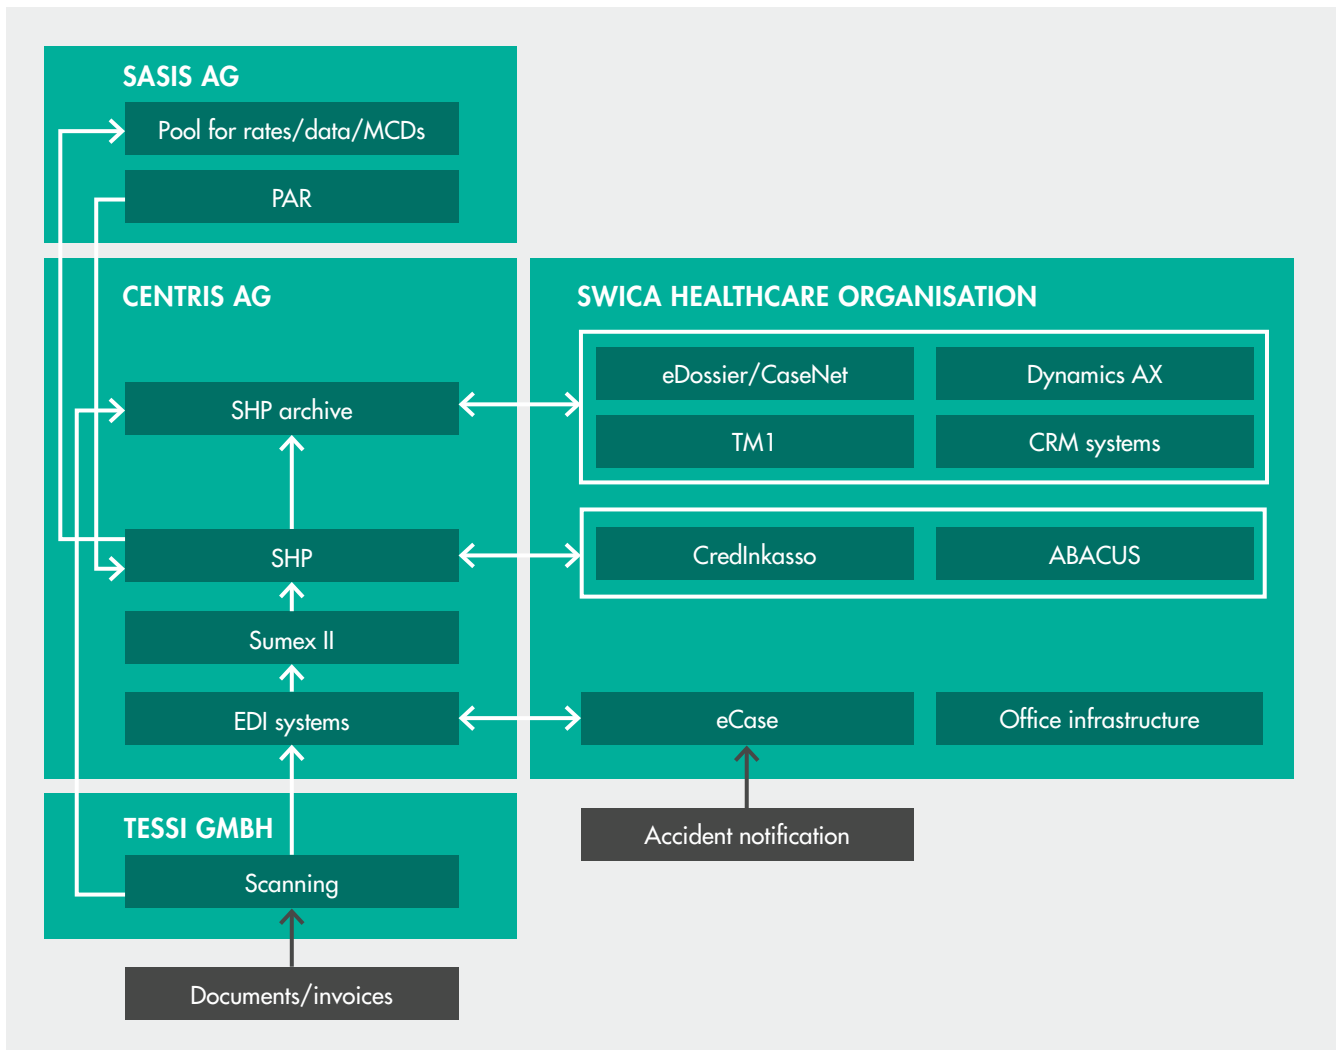 SASIS AG
Pool for rates/data/MCDs
PAR
CENTRIS AG
SHP archive
SHP
Sumex II
EDI systems
SWICA HEALTHCARE ORGANISATION
eDossier/CaseNet
Dynamics AX
TM1
CRM systems
CredInkasso
ABACUS
eCase
Office infrastructure
TESSI GMBH
Scanning
Accident notification
Documents/invoices